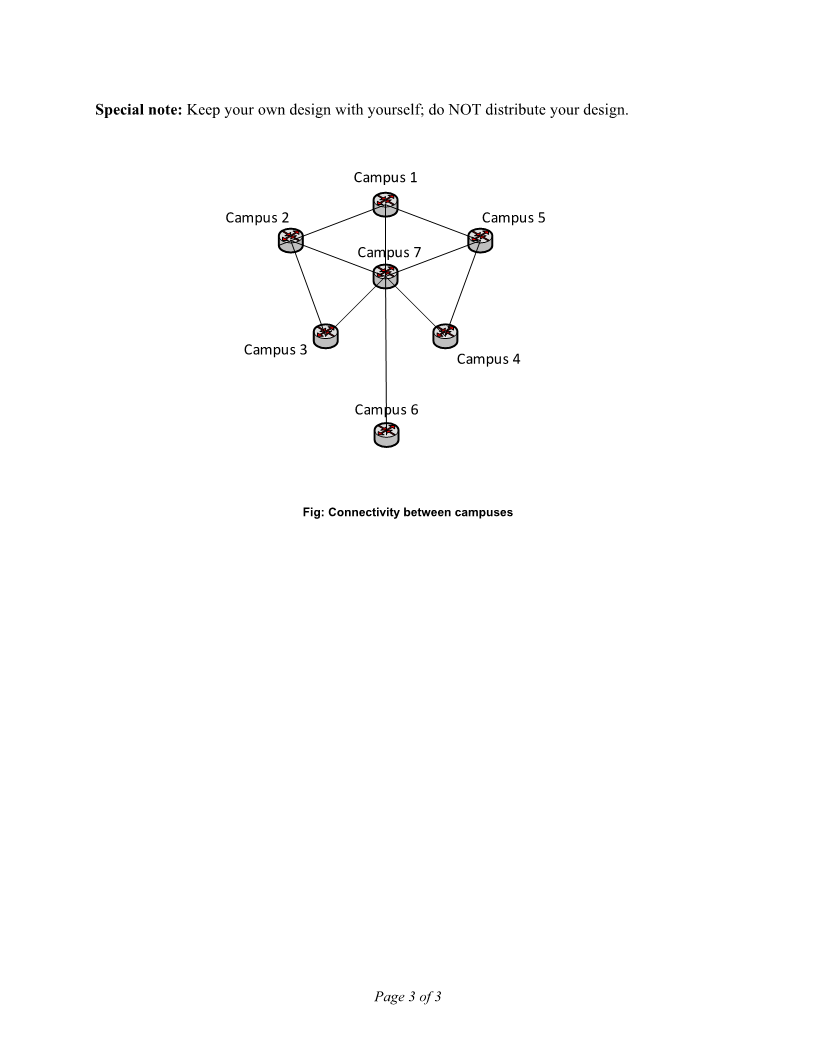 Special note: Keep your own design with yourself; do NOT distribute your design.
Campus 1
Campus 2
Campus 5
Campus 7
Campus 3
Campus 4
Campus 6
Fig: Connectivity between campuses
Page 3 of 3